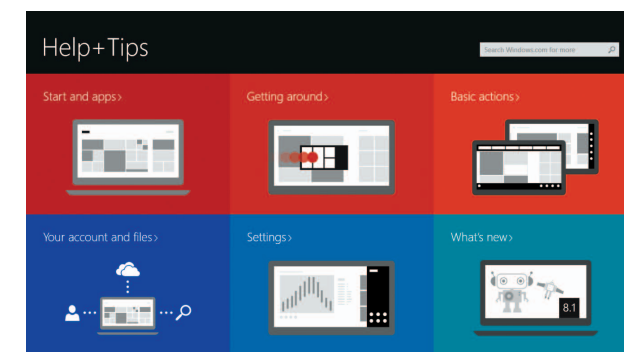 Help+Tips
Search Windows.com for more
Start and apps>
Getting around>
Basic actions>
Your account and files>
Settings>
What's new>
8.1